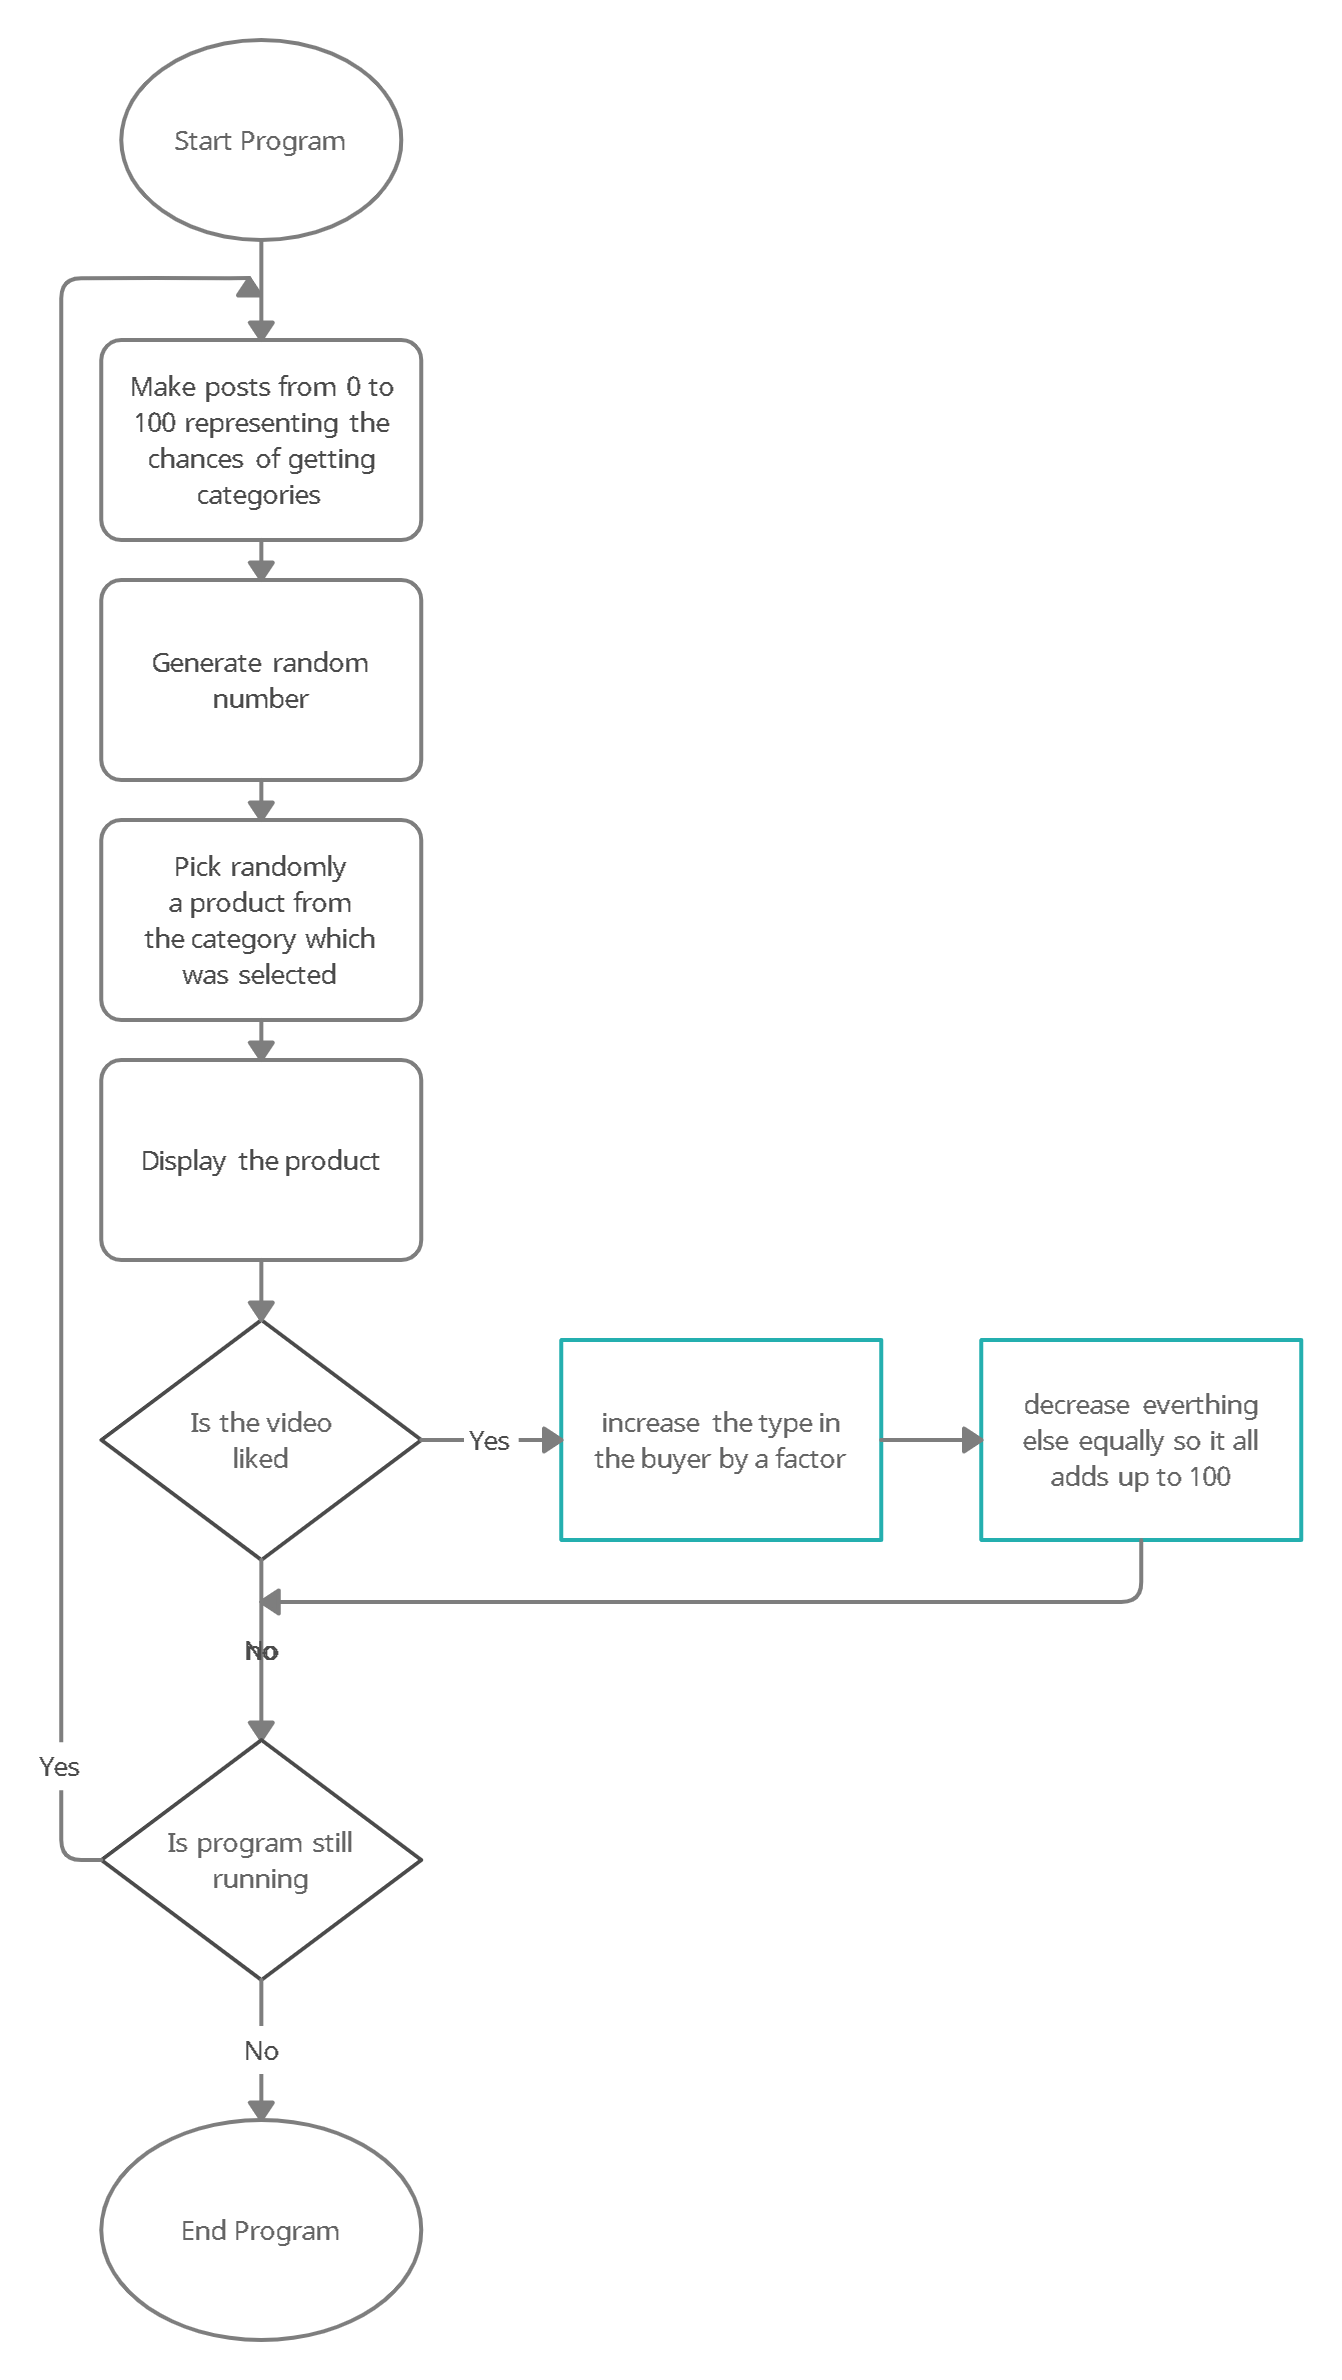 Start Program
Make posts from 0 to
100 representing the
chances of getting
categories
Generate random
number
Pick randomly
a product from
the category which
was selected
Display the product
Is the video
liked
Yes
increase the type in
the buyer by a factor
decrease everthing
else equally so it all
adds up to 100
No
Yes
Is program still
running
No
End Program